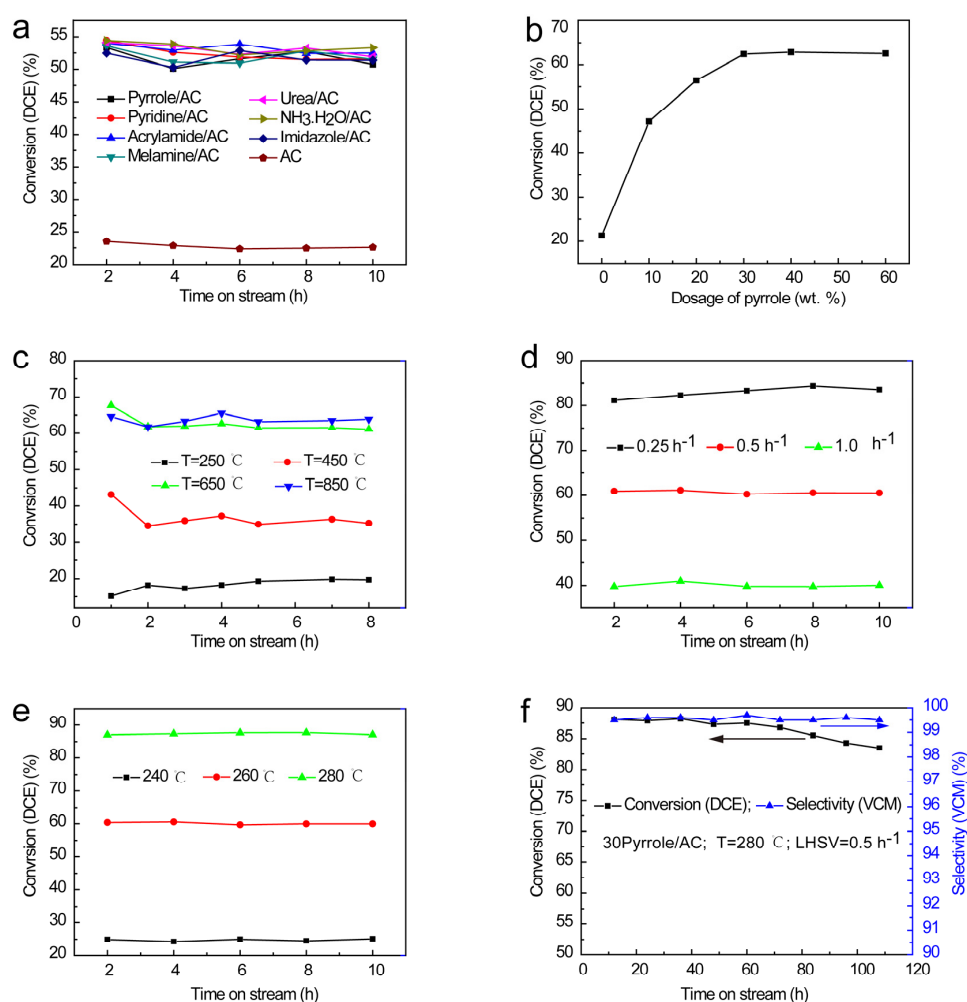 a
Conversion (DCE) (%)
55
50
45
40
35
30
25
20
Pyrrole/AC
Pyridine/AC
Acrylamide/AC
Melamine/AC
Urea/AC
NH3.H2O/AC
Imidazole/AC
AC
2 4 6 8 10
Time on stream (h)
b
Convrsion (DCE) (%)
70
60
50
40
30
20
0 10 20 30 40 50 60
Dosage of pyrrole (wt. %)
c
Convrsion (DCE) (%)
80
70
60
50
40
30
20
T=250 ℃ T=450 ℃
T=650 ℃ T=850 ℃
0 2 4 6 8
Time on stream (h)
d
Convrsion (DCE) (%)
90
80
70
60
50
40
0.25 h-1 0.5 h-1 1.0 h-1
2 4 6 8 10
Time on stream (h)
e
Convrsion (DCE) (%)
90
80
70
60
50
40
30
20
240 ℃ 260 ℃ 280 ℃
2 4 6 8 10
Time on stream (h)
f
Conversion (DCE) (%)
90
85
80
75
70
65
60
55
50
Conversion (DCE); Selectivity (VCM)
30Pyrrole/AC; T=280 ℃; LHSV=0.5 h-1
100
99
98
97
96
95
94
93
92
91
90
Selectivity (VCM) (%)
0 20 40 60 80 100 120
Time on stream (h)